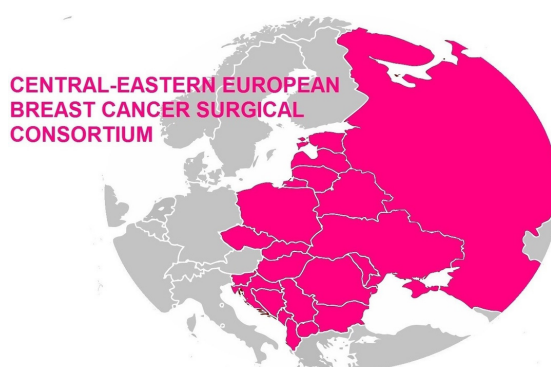 CENTRAL-EASTERN EUROPEAN
BREAST CANCER SURGICAL
CONSORTIUM